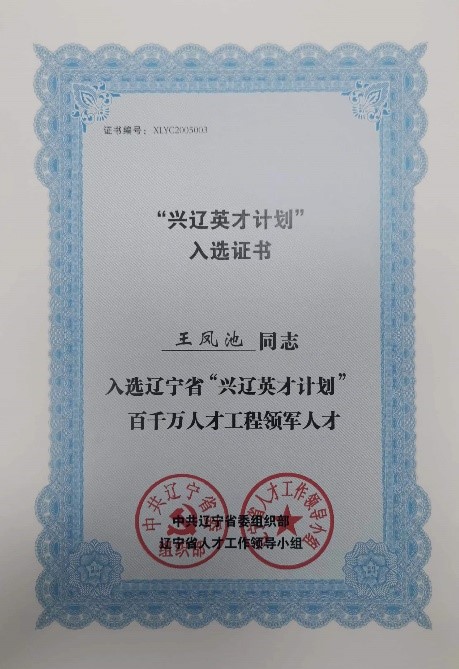 证书编号：XLYC2005003
“兴辽英才计划”
入选证书
王凤池 同志
入选辽宁省“兴辽英才计划”
百千万人才工程领军人才
中共辽宁省委组织部
辽宁省人才工作领导小组